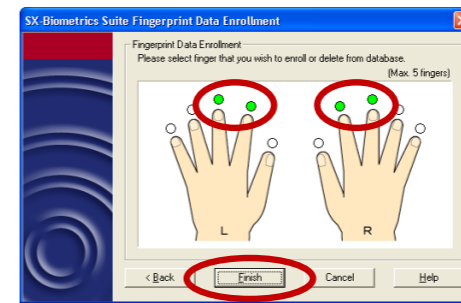 SX-Biometrics Suite Fingerprint Data Enrollment
Fingerprint Data Enrollment
Please select finger that you wish to enroll or delete from database.
(Max. 5 fingers)
L
R
< Back
Finish
Cancel
Help